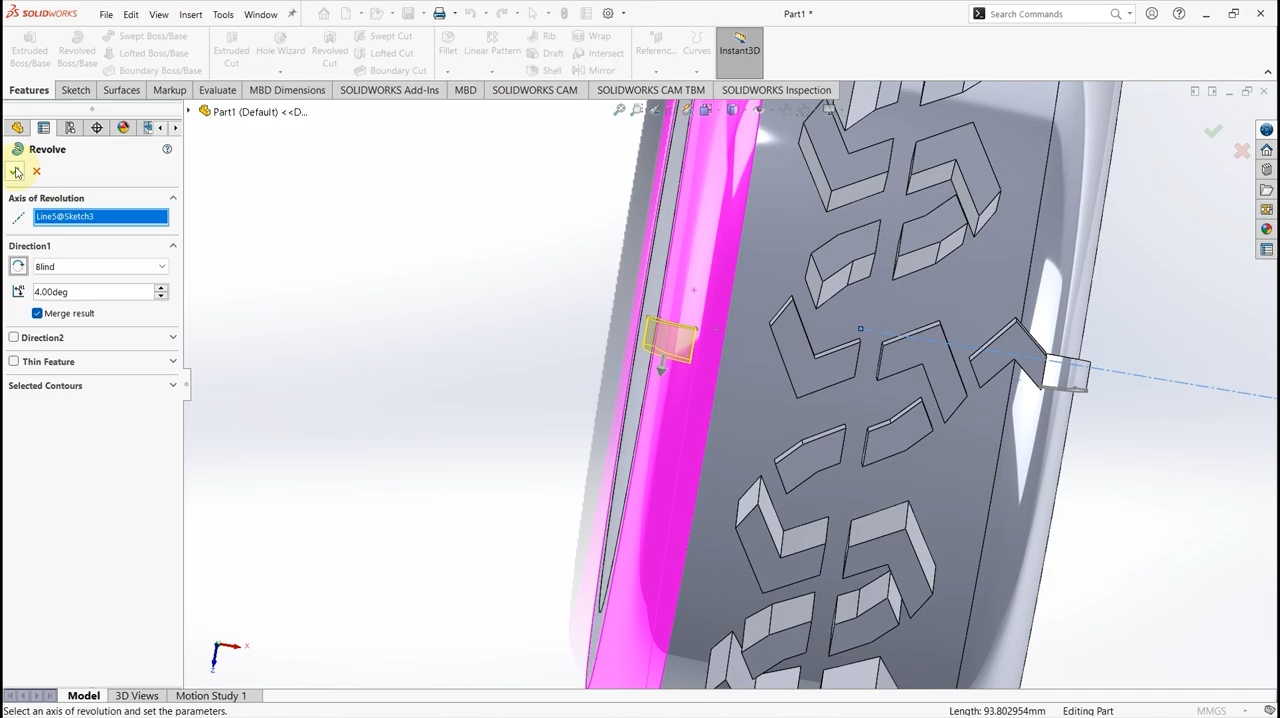 SOLIDWORKS File Edit View Insert Tools Window Part1 * Search Commands
Extruded Boss/Base Revolved Boss/Base Swept Boss/Base Lofted Boss/Base Boundary Boss/Base Extruded Cut Hole Wizard Revolved Cut Swept Cut Lofted Cut Boundary Cut Fillet Linear Pattern Rib Draft Shell Wrap Intersect Mirror Referenc... Curves Instant3D
Features Sketch Surfaces Markup Evaluate MBD Dimensions SOLIDWORKS Add-Ins MBD SOLIDWORKS CAM SOLIDWORKS CAM TBM SOLIDWORKS Inspection
Part1 (Default) <<D...
Revolve
Axis of Revolution
Line5@Sketch3
Direction1
Blind
4.00deg
Merge result
Direction2
Thin Feature
Selected Contours
x
z
Model 3D Views Motion Study 1
Select an axis of revolution and set the parameters. Length: 93.802954mm Editing Part MMGS